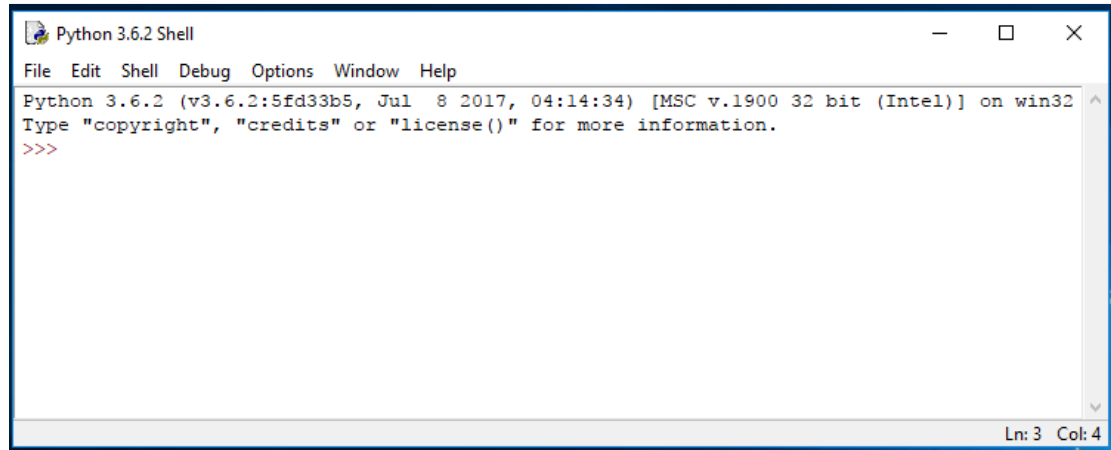 Python 3.6.2 Shell
File Edit Shell Debug Options Window Help
Python 3.6.2 (v3.6.2:5fd33b5, Jul  8 2017, 04:14:34) [MSC v.1900 32 bit (Intel)] on win32
Type "copyright", "credits" or "license()" for more information.
>>>
Ln: 3 Col: 4